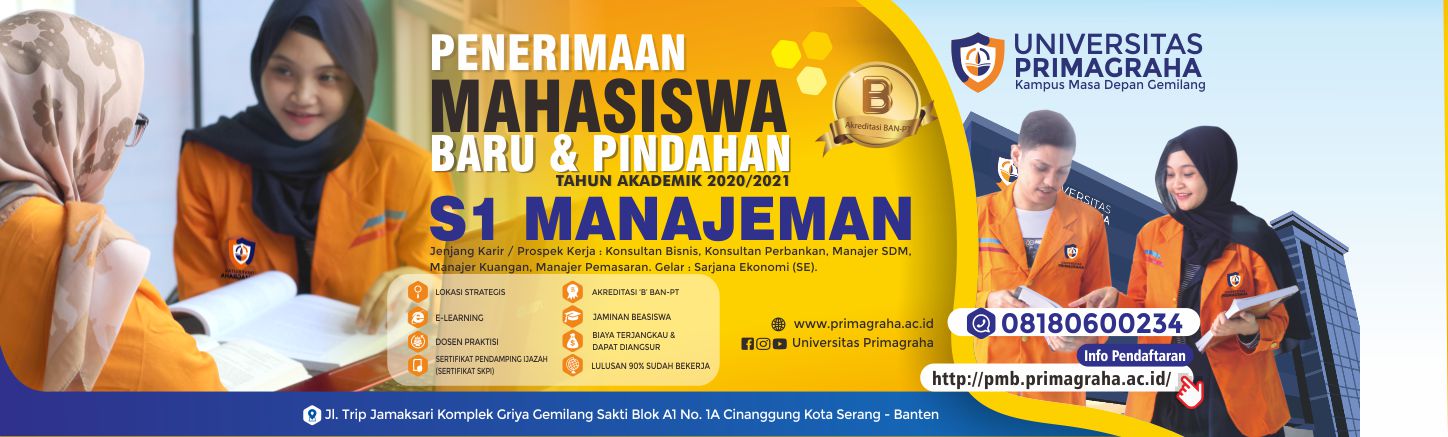 PENERIMAAN
MAHASISWA
BARU & PINDAHAN
TAHUN AKADEMIK 2020/2021
S1 MANAJEMAN
Jenjang Karir / Prospek Kerja : Konsultan Bisnis, Konsultan Perbankan, Manajer SDM,
Manajer Kuangan, Manajer Pemasaran. Gelar : Sarjana Ekonomi (SE).
LOKASI STRATEGIS
E-LEARNING
DOSEN PRAKTISI
SERTIFIKAT PENDAMPING IJAZAH
(SERTIFIKAT SKPI)
AKREDITASI 'B' BAN-PT
JAMINAN BEASISWA
BIAYA TERJANGKAU &
DAPAT DIANGSUR
LULUSAN 90% SUDAH BEKERJA
B
Akreditasi BAN-PT
www.primagraha.ac.id
Universitas Primagraha
UNIVERSITAS
PRIMAGRAHA
Kampus Masa Depan Gemilang
08180600234
Info Pendaftaran
http://pmb.primagraha.ac.id/
Jl. Trip Jamaksari Komplek Griya Gemilang Sakti Blok A1 No. 1A Cinanggung Kota Serang - Banten